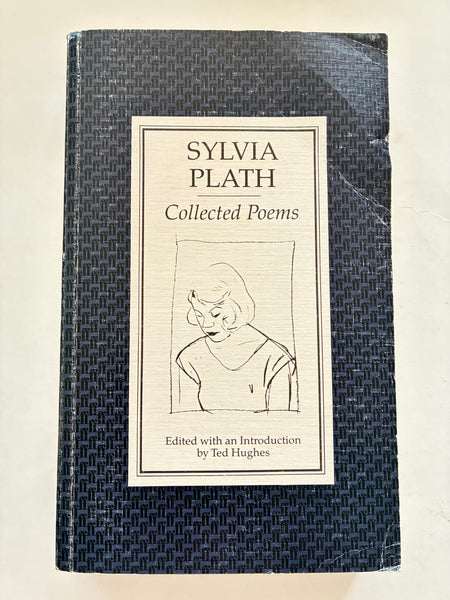 SYLVIA
PLATH
Collected Poems
Edited with an Introduction
by Ted Hughes